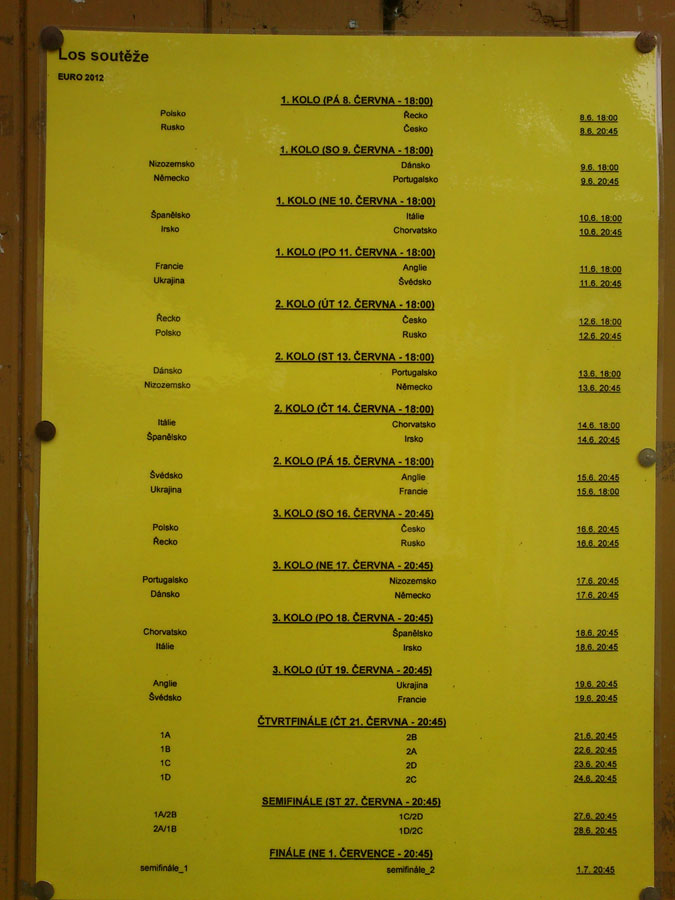 Los soutěže
EURO 2012
1. KOLO (PÁ 8. ČERVNA - 18:00)
Polsko Řecko 8.6. 18:00
Rusko Česko 8.6. 20:45
1. KOLO (SO 9. ČERVNA - 18:00)
Nizozemsko Dánsko 9.6. 18:00
Německo Portugalsko 9.6. 20:45
1. KOLO (NE 10. ČERVNA - 18:00)
Španělsko Itálie 10.6. 18:00
Irsko Chorvatsko 10.6. 20:45
1. KOLO (PO 11. ČERVNA - 18:00)
Francie Anglie 11.6. 18:00
Ukrajina Švédsko 11.6. 20:45
2. KOLO (ÚT 12. ČERVNA - 18:00)
Řecko Česko 12.6. 18:00
Polsko Rusko 12.6. 20:45
2. KOLO (ST 13. ČERVNA - 18:00)
Dánsko Portugalsko 13.6. 18:00
Nizozemsko Německo 13.6. 20:45
2. KOLO (ČT 14. ČERVNA - 18:00)
Itálie Chorvatsko 14.6. 18:00
Španělsko Irsko 14.6. 20:45
2. KOLO (PÁ 15. ČERVNA - 18:00)
Švédsko Anglie 15.6. 20:45
Ukrajina Francie 15.6. 18:00
3. KOLO (SO 16. ČERVNA - 20:45)
Polsko Česko 16.6. 20:45
Řecko Rusko 16.6. 20:45
3. KOLO (NE 17. ČERVNA - 20:45)
Portugalsko Nizozemsko 17.6. 20:45
Dánsko Německo 17.6. 20:45
3. KOLO (PO 18. ČERVNA - 20:45)
Chorvatsko Španělsko 18.6. 20:45
Itálie Irsko 18.6. 20:45
3. KOLO (ÚT 19. ČERVNA - 20:45)
Anglie Ukrajina 19.6. 20:45
Švédsko Francie 19.6. 20:45
ČTVRTFINÁLE (ČT 21. ČERVNA - 20:45)
1A 2B 21.6. 20:45
1B 2A 22.6. 20:45
1C 2D 23.6. 20:45
1D 2C 24.6. 20:45
SEMIFINÁLE (ST 27. ČERVNA - 20:45)
1A/2B 1C/2D 27.6. 20:45
2A/1B 1D/2C 28.6. 20:45
FINÁLE (NE 1. ČERVENCE - 20:45)
semifinále_1 semifinále_2 1.7. 20:45